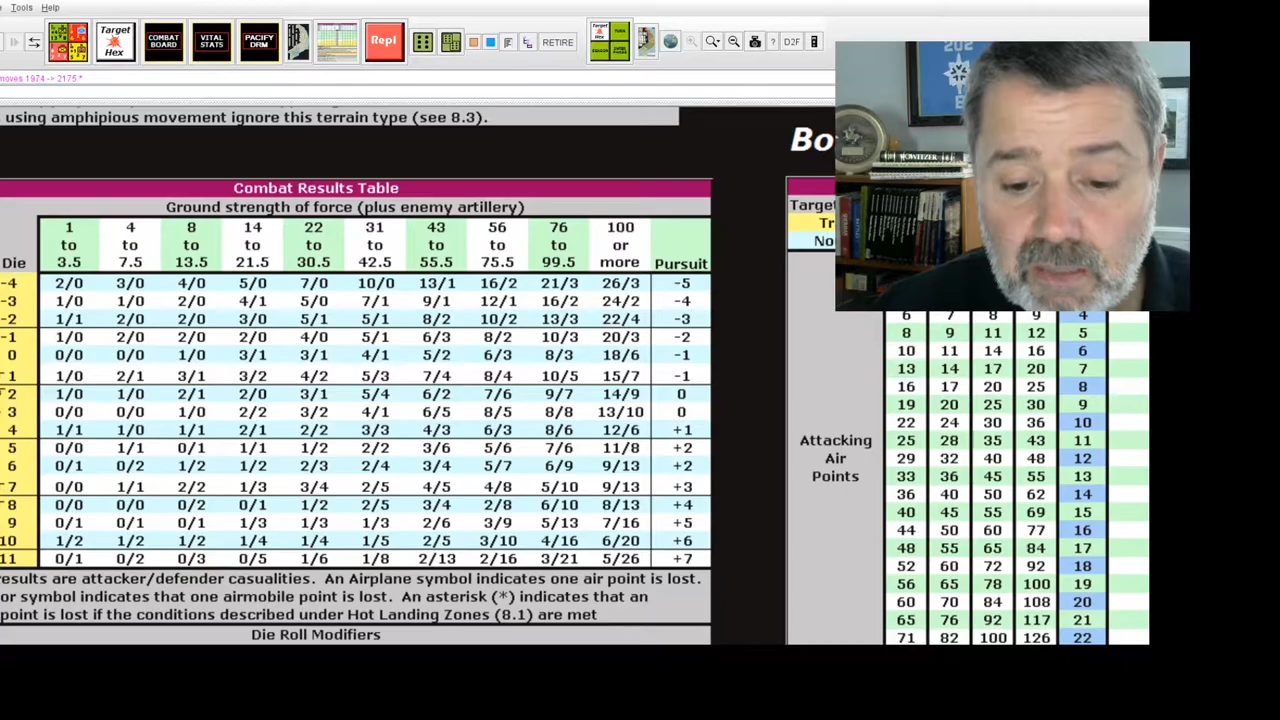 Tools Help
Target Hex COMBAT BOARD VITAL STATS PACIFY DRM Repl RETIRE Target Hex ? D2F
moves 1974 -> 2175 *
using amphipious movement ignore this terrain type (see 8.3).
Bo
Combat Results Table
Ground strength of force (plus enemy artillery)
Die 1 to 3.5 4 to 7.5 8 to 13.5 14 to 21.5 22 to 30.5 31 to 42.5 43 to 55.5 56 to 75.5 76 to 99.5 100 or more Pursuit
-4 2/0 3/0 4/0 5/0 7/0 10/0 13/1 16/2 21/3 26/3 -5
-3 1/0 1/0 2/0 4/1 5/0 7/1 9/1 12/1 16/2 24/2 -4
-2 1/1 2/0 2/0 3/0 5/1 5/1 8/2 10/2 13/3 22/4 -3
-1 1/0 2/0 2/0 2/0 4/0 5/1 6/3 8/2 10/3 20/3 -2
0 0/0 0/0 1/0 3/1 3/1 4/1 5/2 6/3 8/3 18/6 -1
1 1/0 2/1 3/1 3/2 4/2 5/3 7/4 8/4 10/5 15/7 -1
2 1/0 1/0 2/1 2/0 3/1 5/4 6/2 7/6 9/7 14/9 0
3 0/0 0/0 1/0 2/2 3/2 4/1 6/5 8/5 8/8 13/10 0
4 1/1 1/0 1/1 2/1 2/2 3/3 4/3 6/3 8/6 12/6 +1
5 0/0 1/1 0/1 1/1 1/2 2/2 3/6 5/6 7/6 11/8 +2
6 0/1 0/2 1/2 1/2 2/3 2/4 3/4 5/7 6/9 9/13 +2
7 0/0 1/1 2/2 1/3 3/4 2/5 4/5 4/8 5/10 9/13 +3
8 0/0 0/0 0/2 0/1 1/2 2/5 3/4 2/8 6/10 8/13 +4
9 0/1 0/1 0/1 1/3 1/3 1/3 2/6 3/9 5/13 7/16 +5
10 1/2 1/2 1/2 1/4 1/4 1/5 2/5 3/10 4/16 6/20 +6
11 0/1 0/2 0/3 0/5 1/6 1/8 2/13 2/16 3/21 5/26 +7
results are attacker/defender casualities. An Airplane symbol indicates one air point is lost.
or symbol indicates that one airmobile point is lost. An asterisk (*) indicates that an
point is lost if the conditions described under Hot Landing Zones (8.1) are met
Die Roll Modifiers
Target
Tr
No
Attacking
Air
Points
6 7 8 9 4
8 9 11 12 5
10 11 14 16 6
13 14 17 20 7
16 17 20 25 8
19 20 25 30 9
22 24 30 36 10
25 28 35 43 11
29 32 40 48 12
33 36 45 55 13
36 40 50 62 14
40 45 55 69 15
44 50 60 77 16
48 55 65 84 17
52 60 72 92 18
56 65 78 100 19
60 70 84 108 20
65 76 92 117 21
71 82 100 126 22
HOWITZER
202